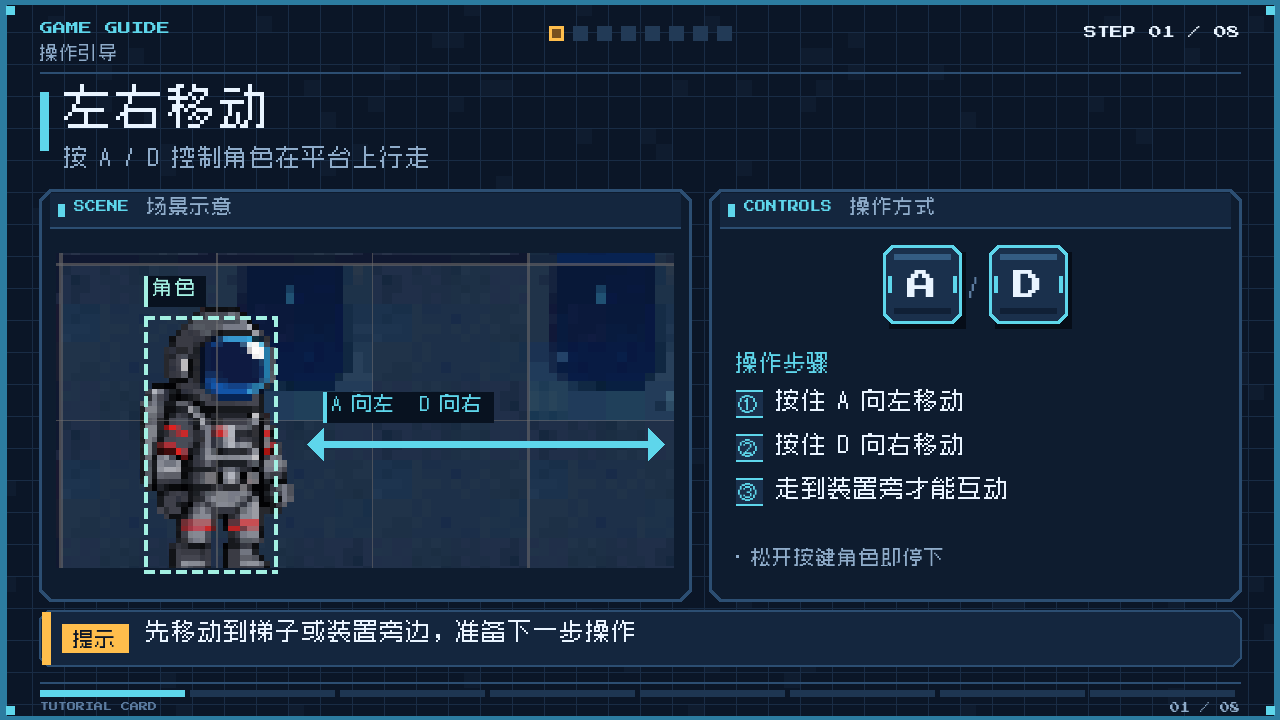 GAME GUIDE
操作引导
STEP 01 / 08
左右移动
按 A / D 控制角色在平台上行走
SCENE 场景示意
角色
A 向左 D 向右
CONTROLS 操作方式
A / D
操作步骤
① 按住 A 向左移动
② 按住 D 向右移动
③ 走到装置旁才能互动
· 松开按键角色即停下
提示 先移动到梯子或装置旁边，准备下一步操作
TUTORIAL CARD
01 / 08